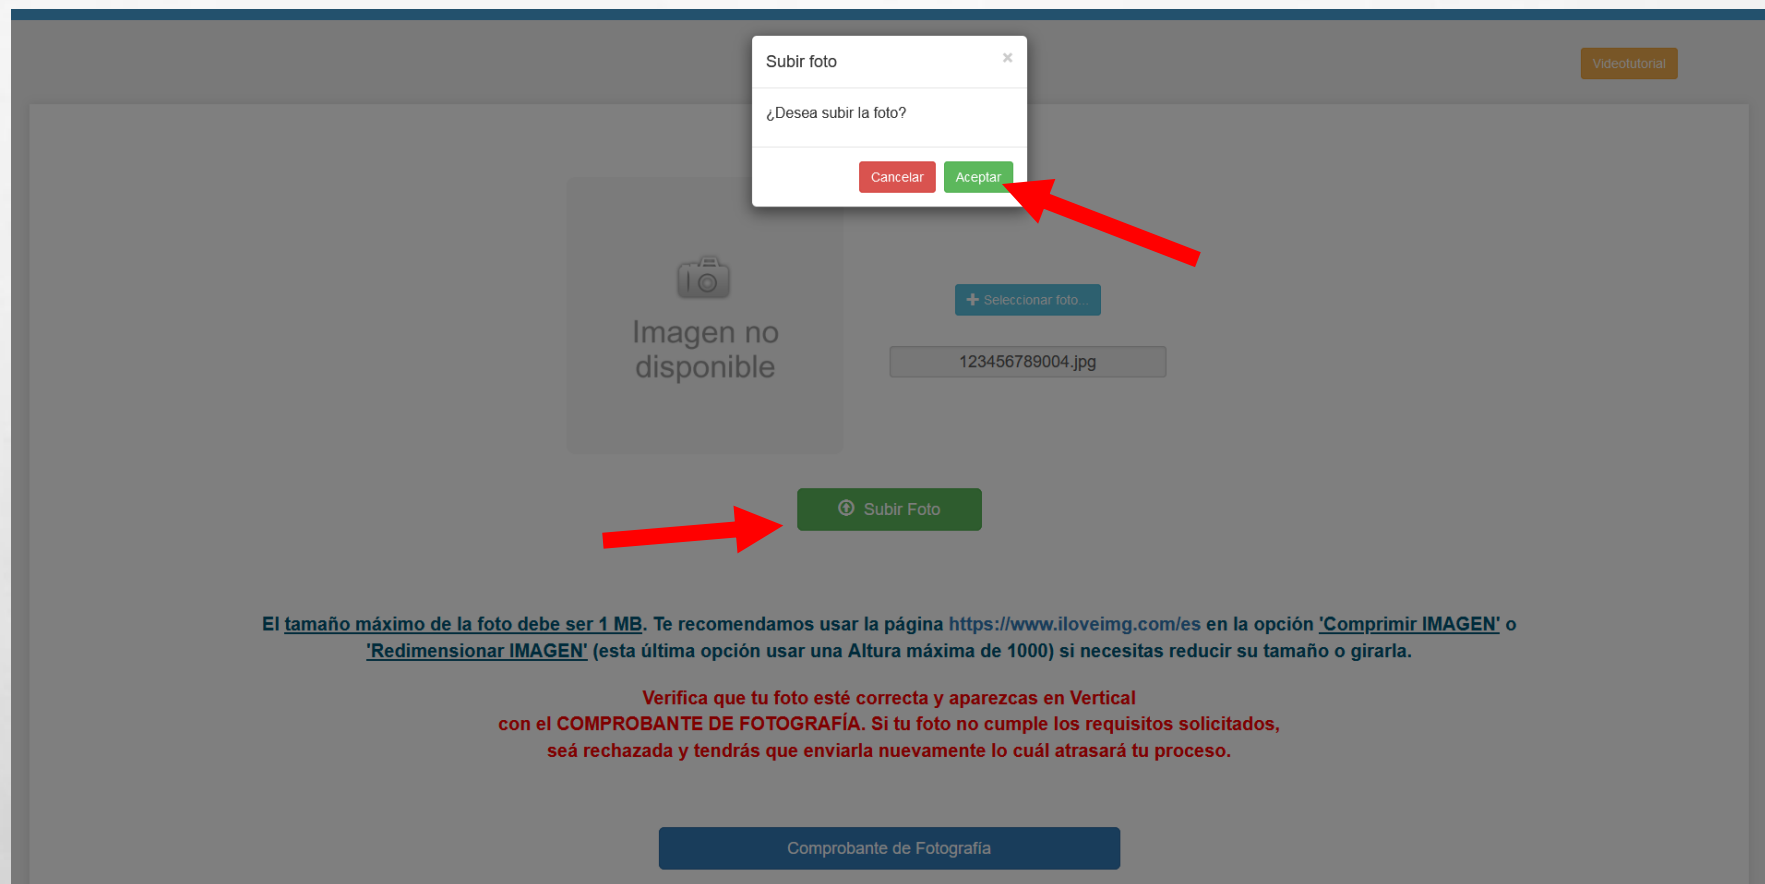 Subir foto
×
Videotutorial
¿Desea subir la foto?
Cancelar
Aceptar
Imagen no
disponible
+ Seleccionar foto...
123456789004.jpg
Subir Foto
El tamaño máximo de la foto debe ser 1 MB. Te recomendamos usar la página https://www.iloveimg.com/es en la opción 'Comprimir IMAGEN' o
'Redimensionar IMAGEN' (esta última opción usar una Altura máxima de 1000) si necesitas reducir su tamaño o girarla.
Verifica que tu foto esté correcta y aparezcas en Vertical
con el COMPROBANTE DE FOTOGRAFÍA. Si tu foto no cumple los requisitos solicitados,
seá rechazada y tendrás que enviarla nuevamente lo cuál atrasará tu proceso.
Comprobante de Fotografía